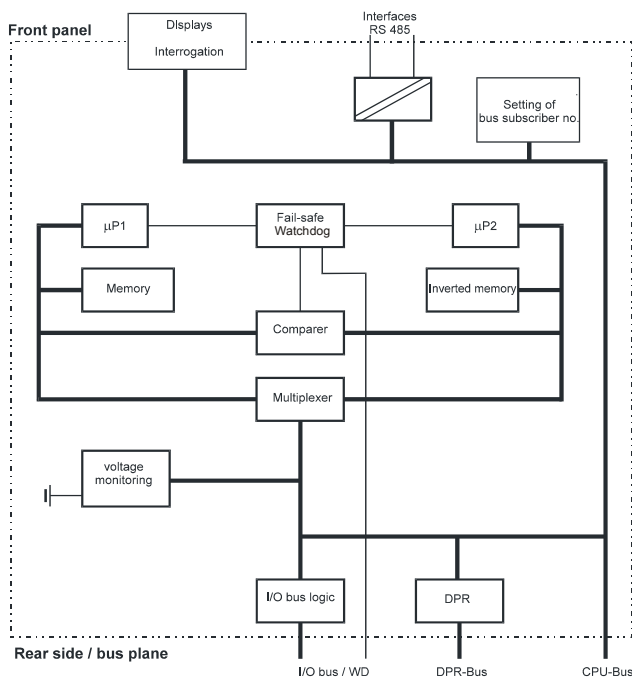 Interfaces
RS 485
Front panel
DIsplays
Interrogation
Setting of
bus subscriber no.
µP1
Fail-safe
Watchdog
µP2
Memory
Inverted memory
Comparer
Multiplexer
voltage
monitoring
I/O bus logic
DPR
Rear side / bus plane
I/O bus / WD
DPR-Bus
CPU-Bus